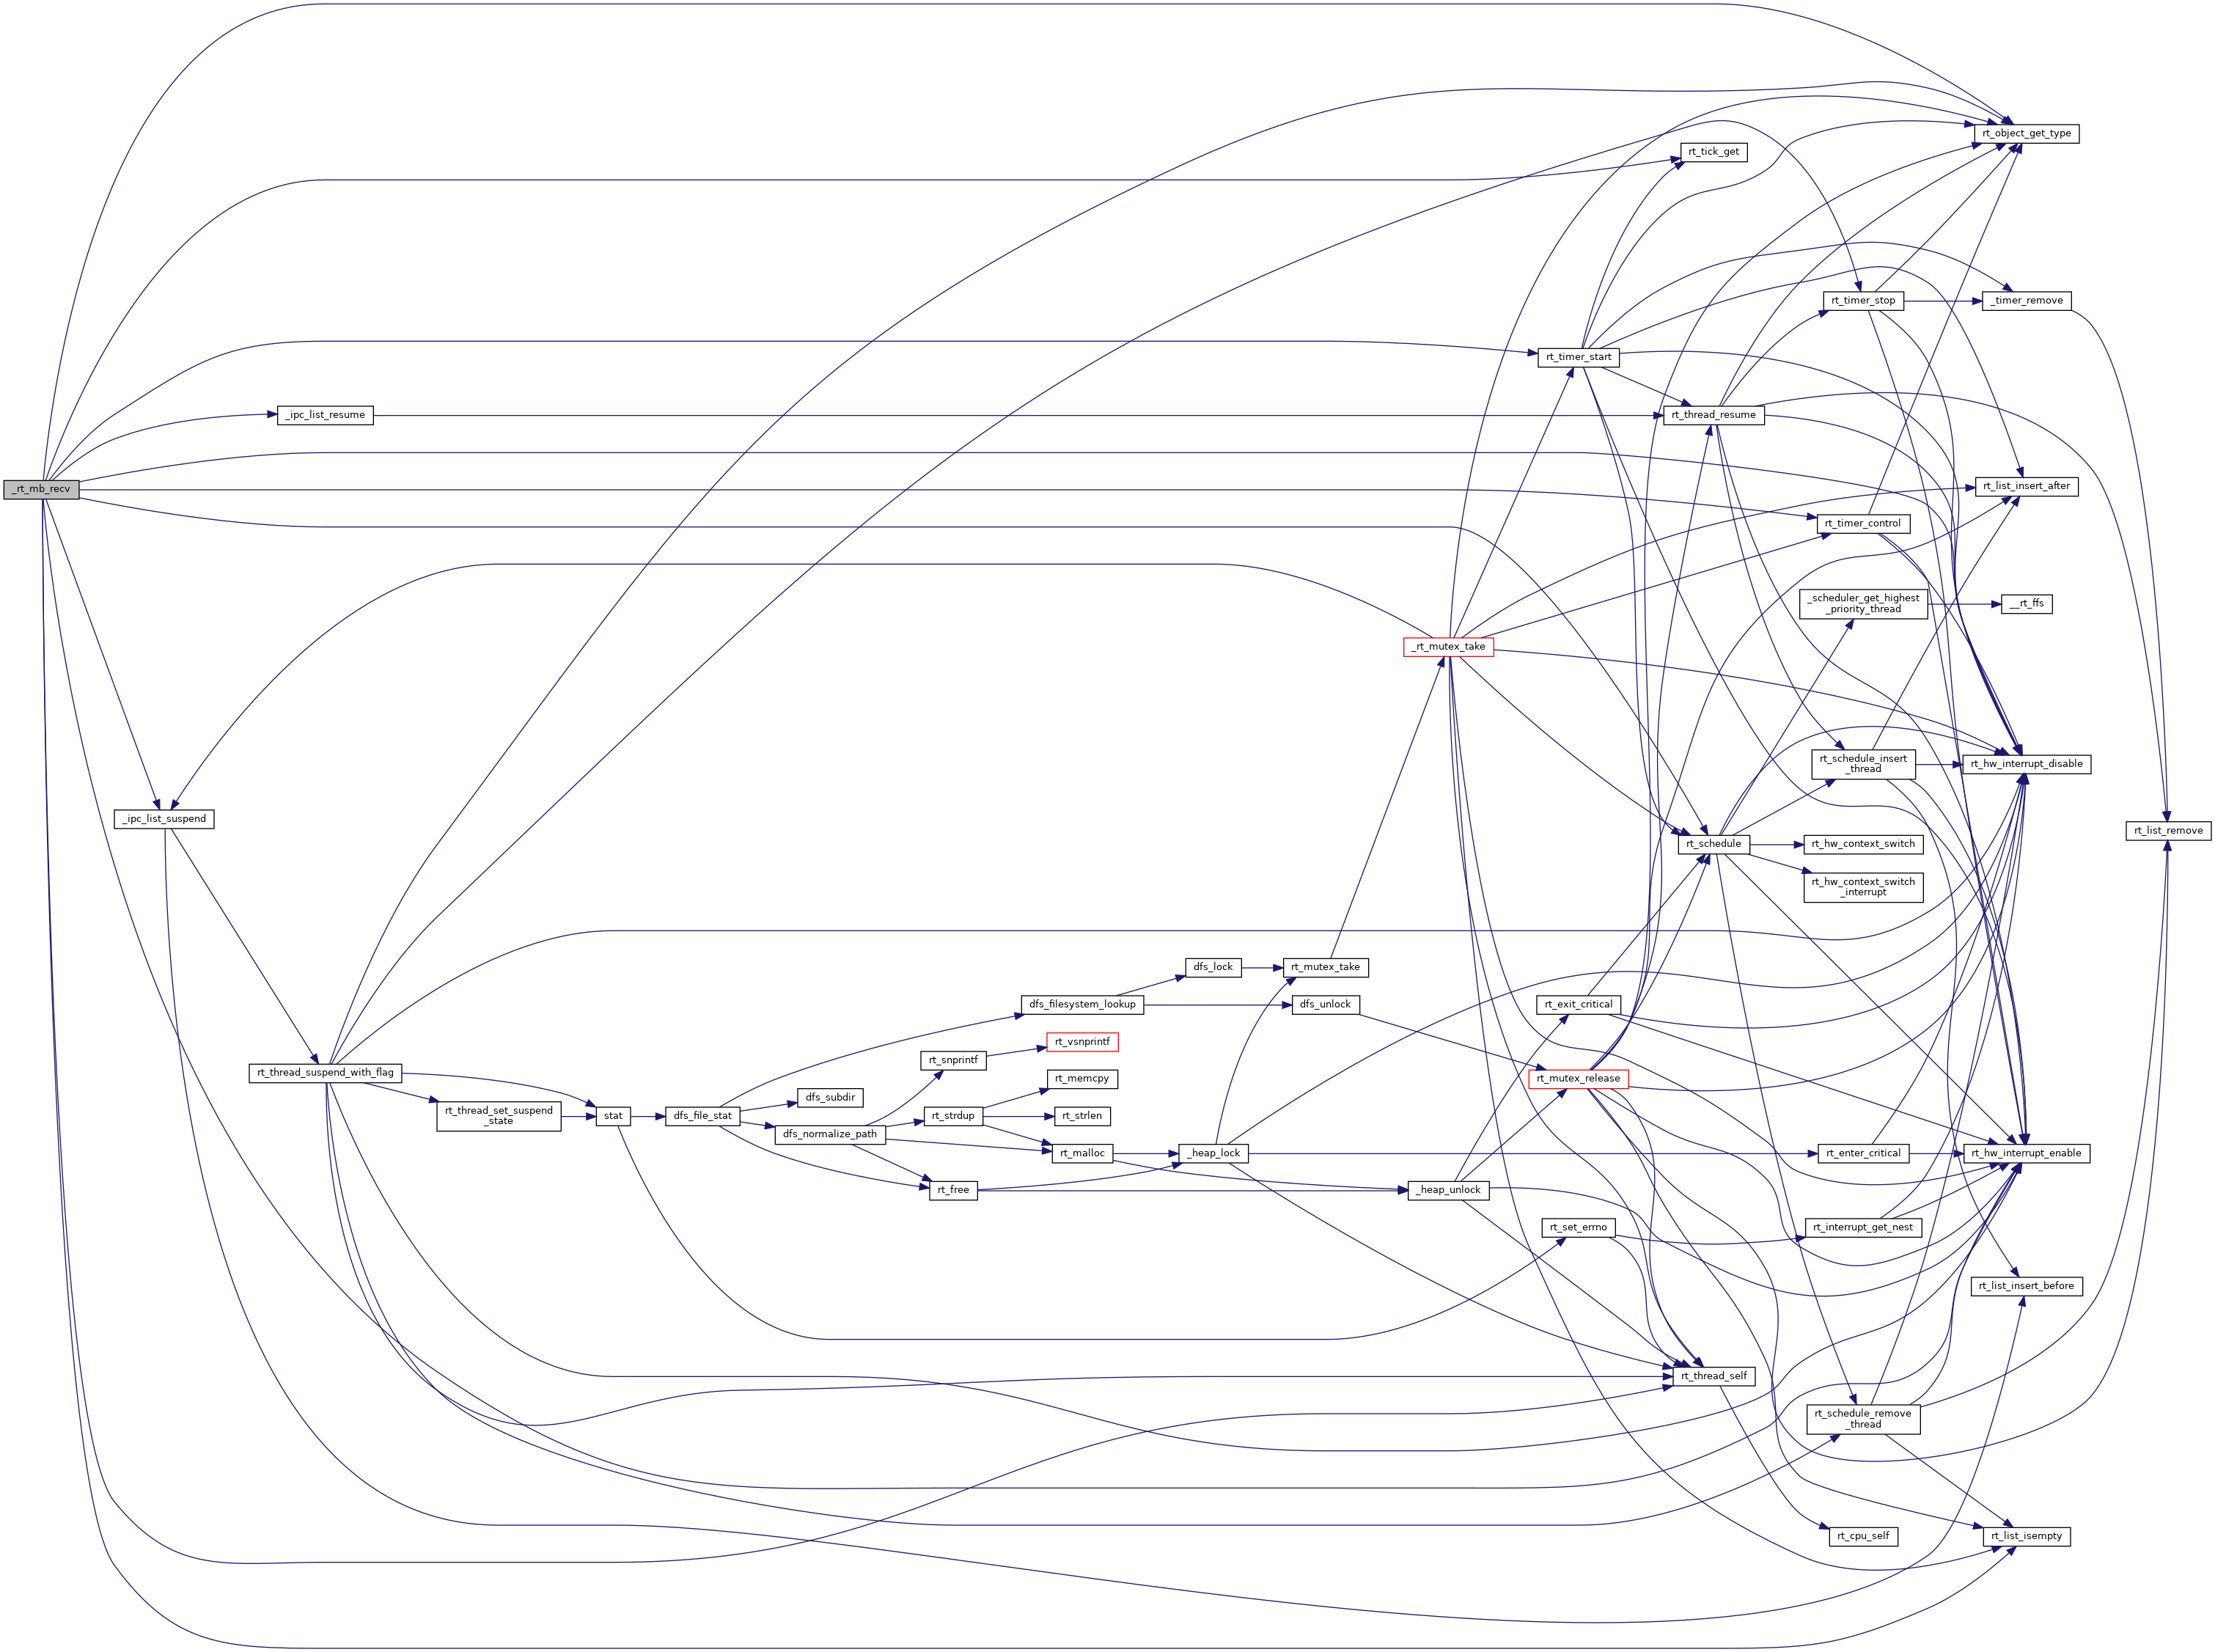 rt_object_get_type
rt_tick_get
rt_timer_stop
_timer_remove
rt_timer_start
_ipc_list_resume
rt_thread_resume
_rt_mb_recv
rt_list_insert_after
rt_timer_control
_scheduler_get_highest
_priority_thread
__rt_ffs
_rt_mutex_take
rt_schedule_insert
_thread
rt_hw_interrupt_disable
_ipc_list_suspend
rt_list_remove
rt_schedule
rt_hw_context_switch
rt_hw_context_switch
_interrupt
dfs_lock
rt_mutex_take
dfs_filesystem_lookup
dfs_unlock
rt_exit_critical
rt_snprintf
rt_vsnprintf
rt_thread_suspend_with_flag
rt_memcpy
rt_mutex_release
dfs_subdir
rt_thread_set_suspend
_state
stat
dfs_file_stat
rt_strdup
rt_strlen
dfs_normalize_path
rt_malloc
_heap_lock
rt_enter_critical
rt_hw_interrupt_enable
rt_free
_heap_unlock
rt_set_errno
rt_interrupt_get_nest
rt_list_insert_before
rt_thread_self
rt_schedule_remove
_thread
rt_cpu_self
rt_list_isempty